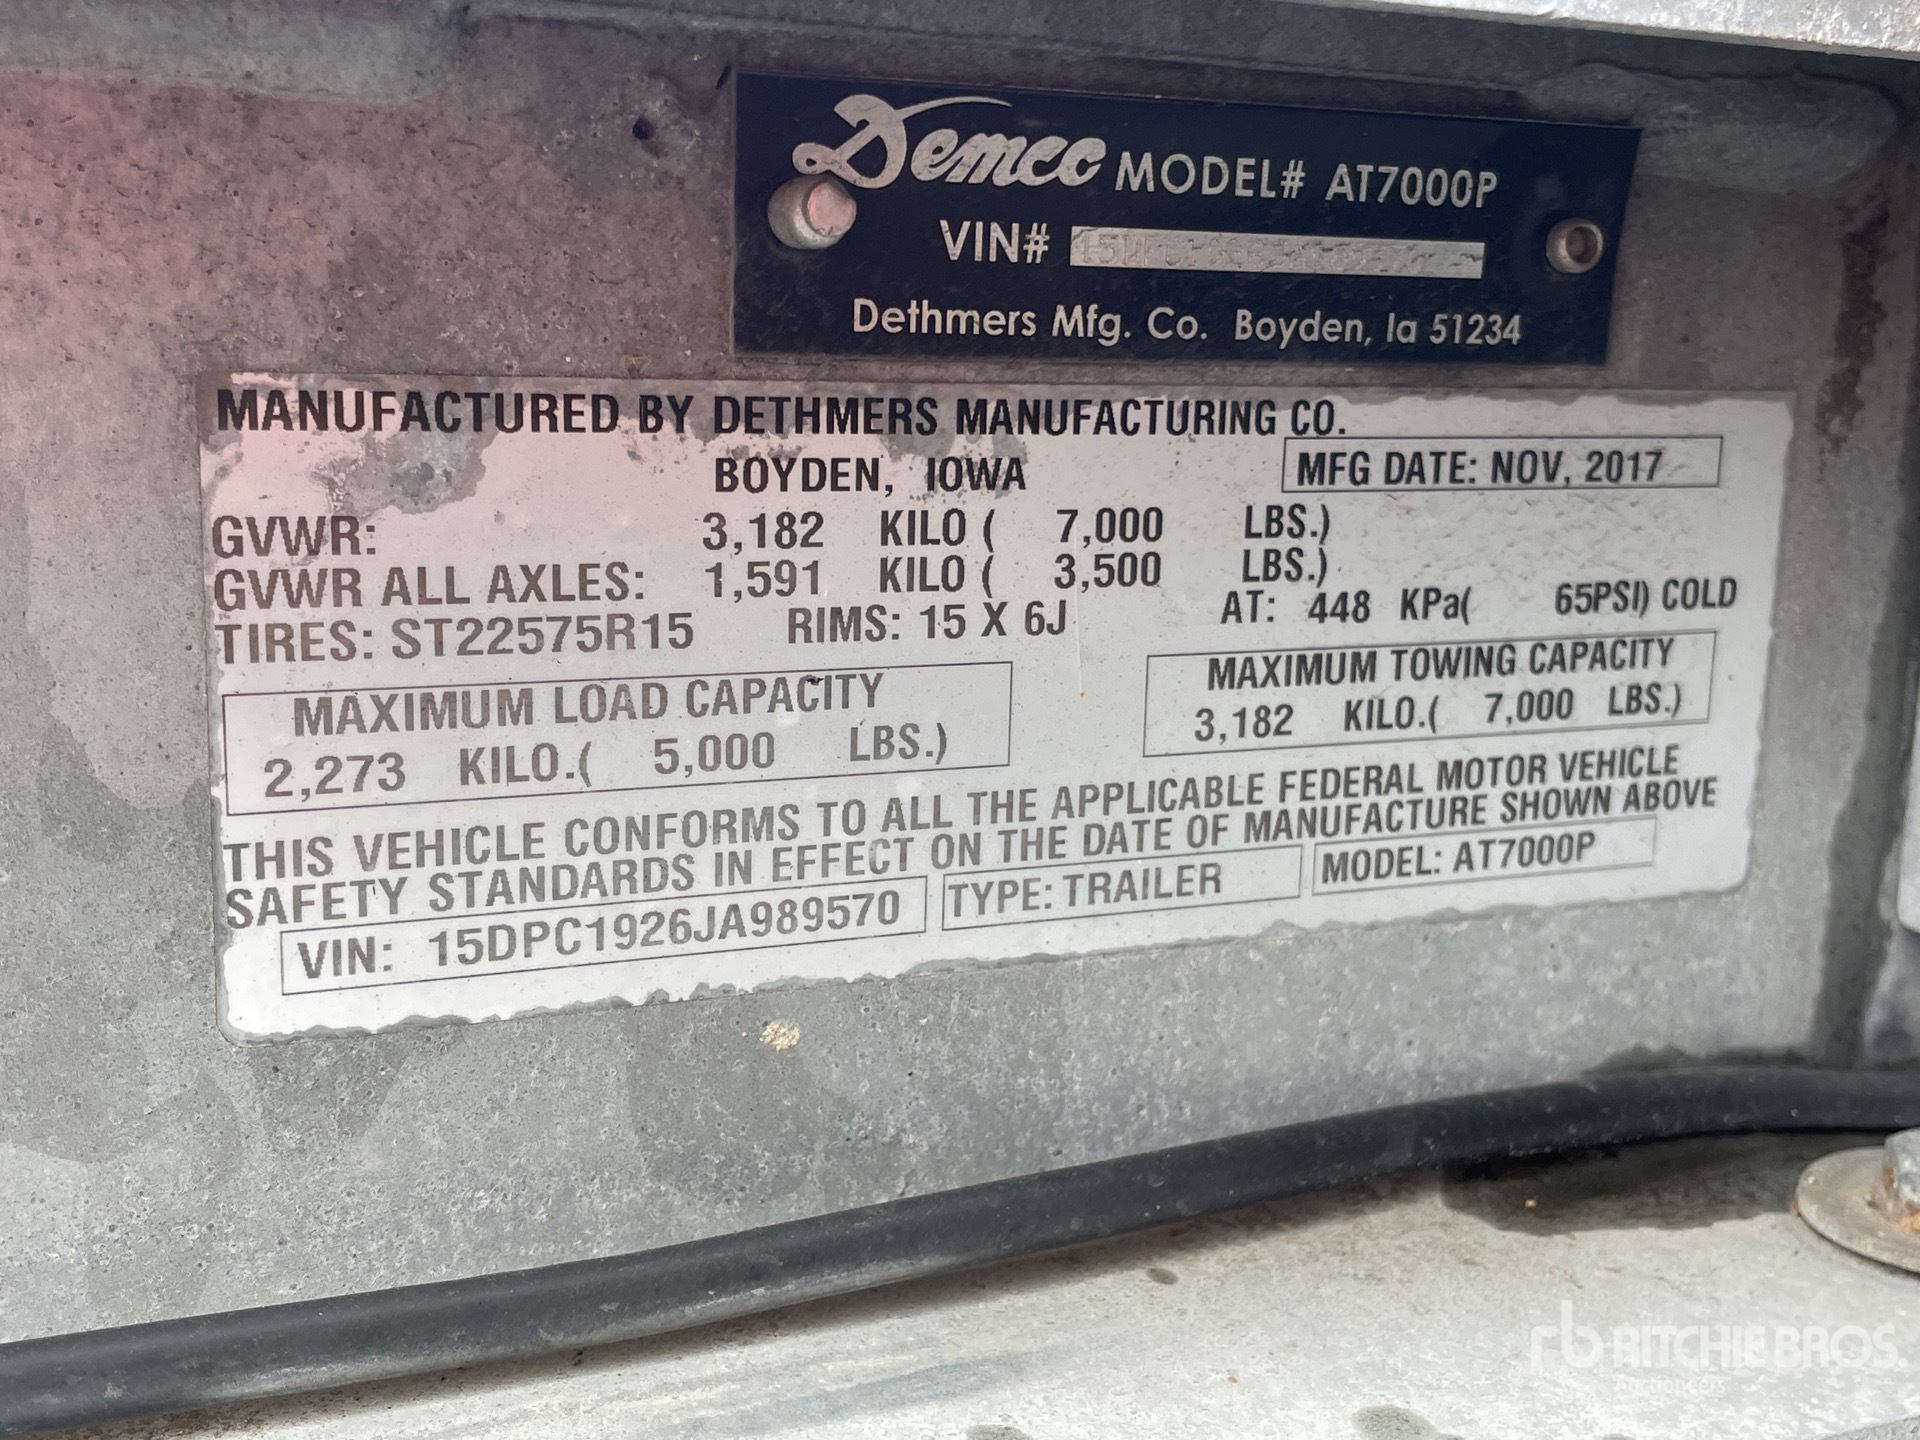 Demco MODEL# AT7000P
VIN#
Dethmers Mfg. Co. Boyden, Ia 51234
MANUFACTURED BY DETHMERS MANUFACTURING CO.
BOYDEN, IOWA
MFG DATE: NOV, 2017
GVWR: 3,182 KILO ( 7,000 LBS.)
GVWR ALL AXLES: 1,591 KILO ( 3,500 LBS.)
TIRES: ST22575R15 RIMS: 15 X 6J AT: 448 KPa( 65PSI) COLD
MAXIMUM LOAD CAPACITY
2,273 KILO.( 5,000 LBS.)
MAXIMUM TOWING CAPACITY
3,182 KILO.( 7,000 LBS.)
THIS VEHICLE CONFORMS TO ALL THE APPLICABLE FEDERAL MOTOR VEHICLE
SAFETY STANDARDS IN EFFECT ON THE DATE OF MANUFACTURE SHOWN ABOVE
VIN: 15DPC1926JA989570 TYPE: TRAILER MODEL: AT7000P
rb RITCHIE BROS.
Auctioneers